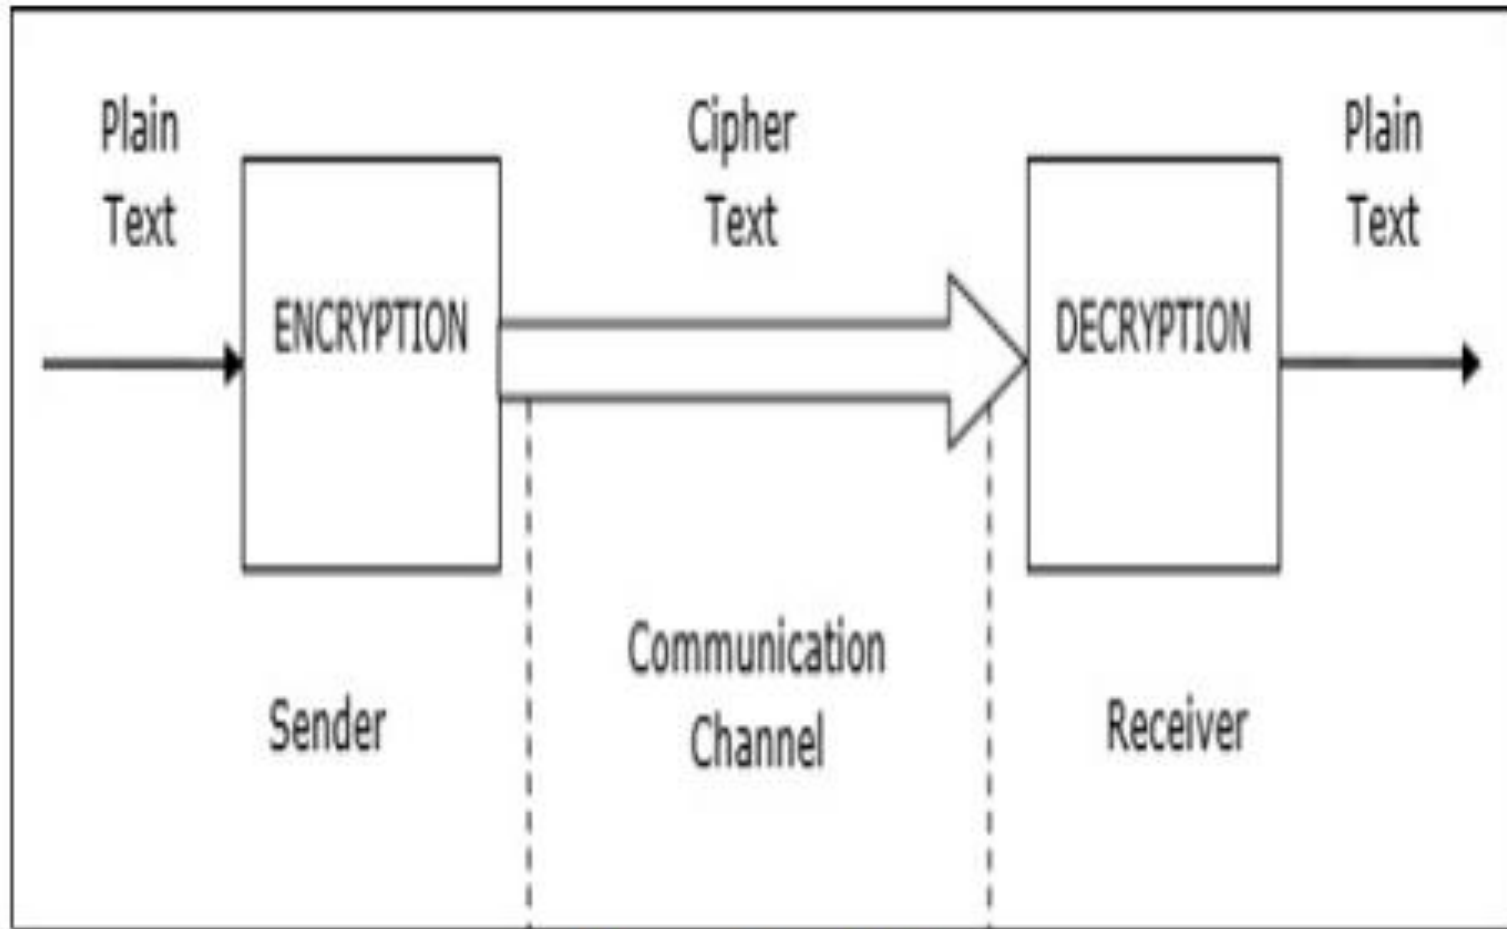 Plain
Text
Cipher
Text
Plain
Text
ENCRYPTION
DECRYPTION
Communication
Channel
Sender
Receiver